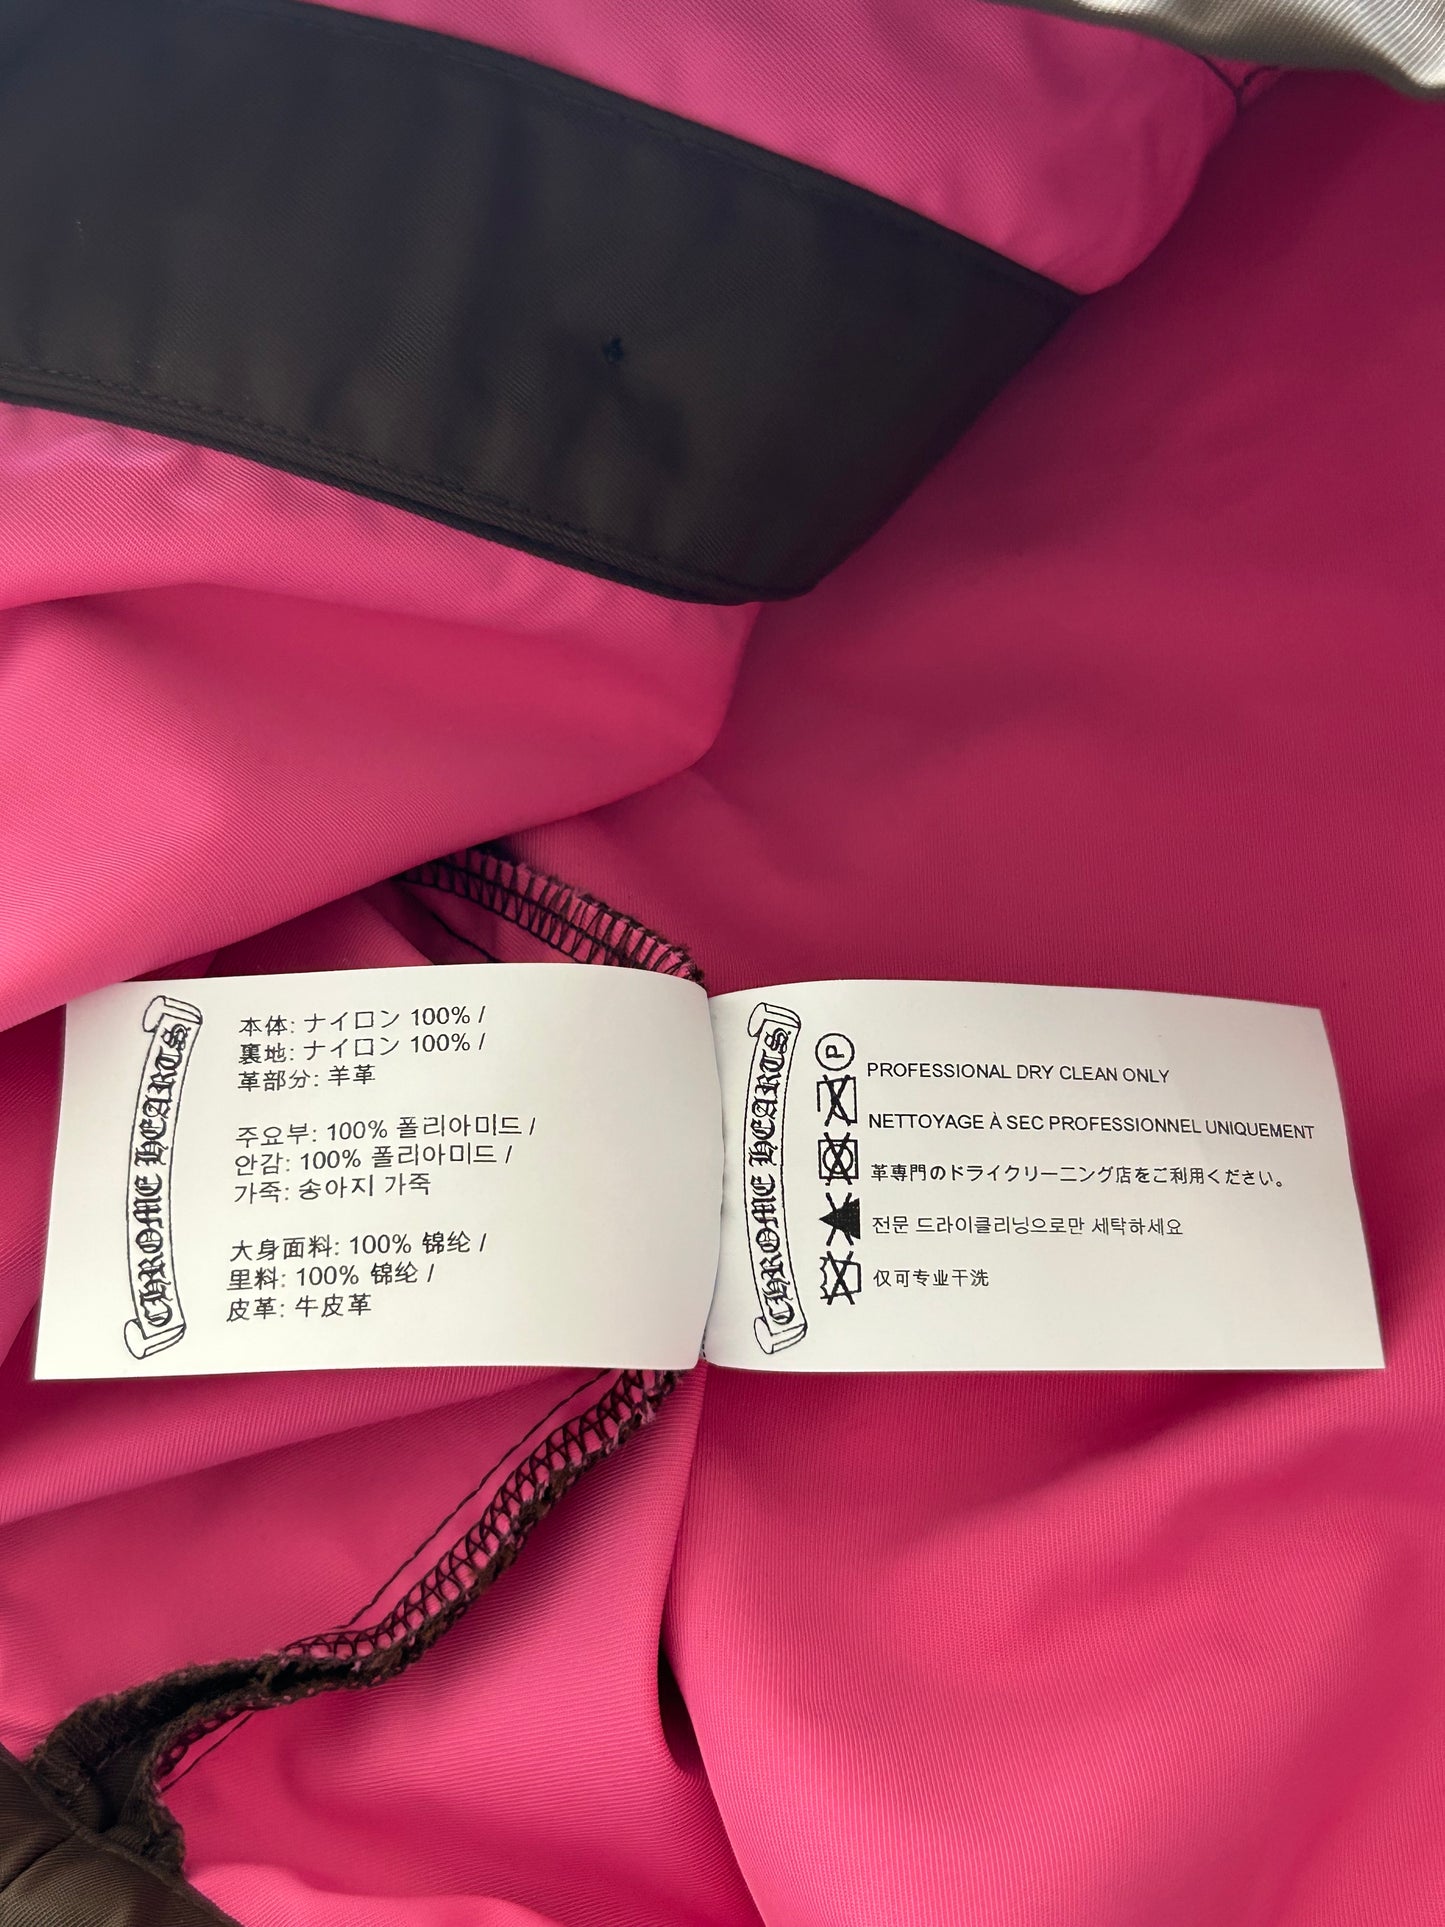 CHROME HEARTS
本体: ナイロン 100% /
裏地: ナイロン 100% /
革部分: 羊革
주요부: 100% 폴리아미드 /
안감: 100% 폴리아미드 /
가죽: 송아지 가죽
大身面料: 100% 锦纶 /
里料: 100% 锦纶 /
皮革: 牛皮革
CHROME HEARTS
P
PROFESSIONAL DRY CLEAN ONLY
NETTOYAGE À SEC PROFESSIONNEL UNIQUEMENT
革専門のドライクリーニング店をご利用ください。
전문 드라이클리닝으로만 세탁하세요
仅可专业干洗